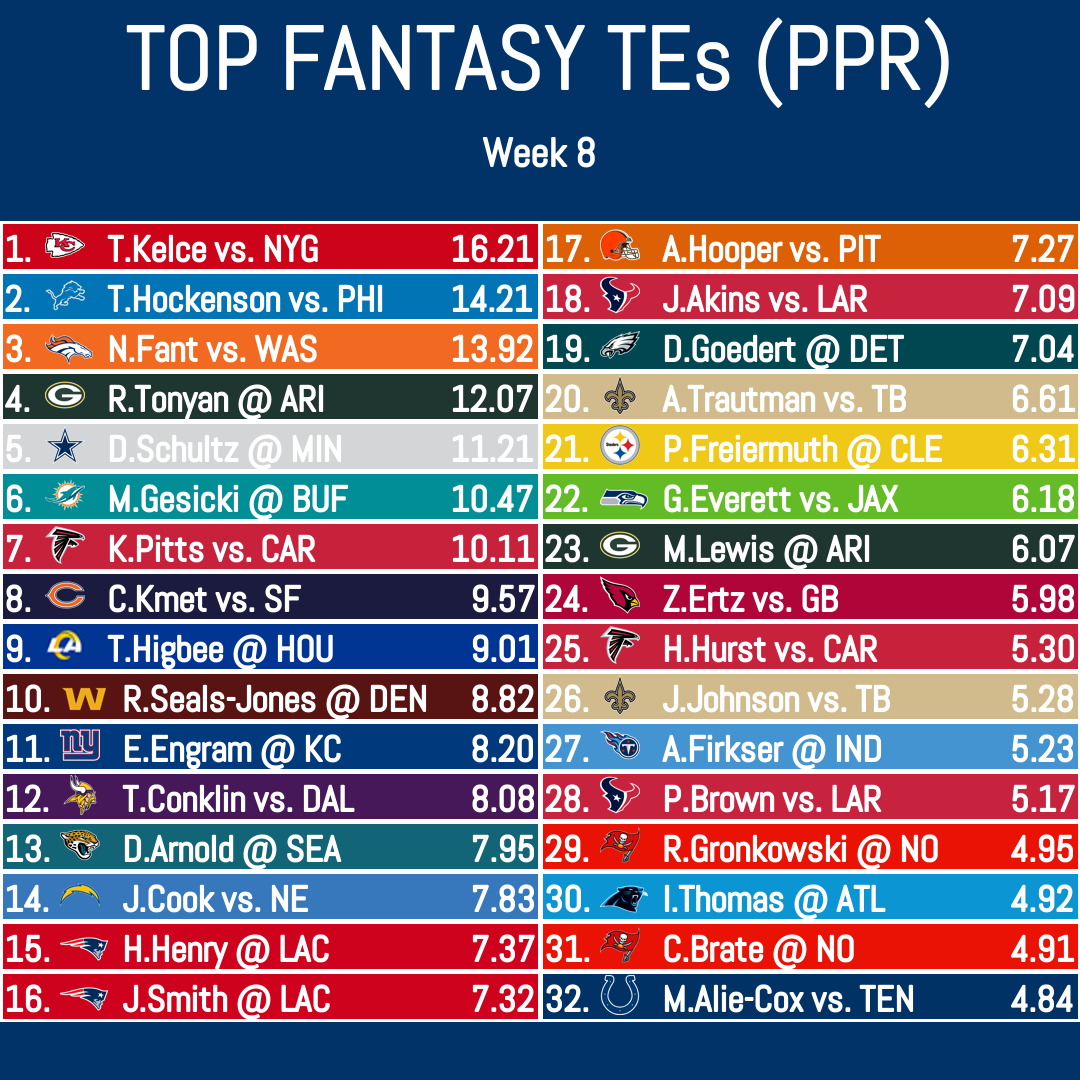 TOP FANTASY TEs (PPR)
Week 8
1. T.Kelce vs. NYG 16.21
2. T.Hockenson vs. PHI 14.21
3. N.Fant vs. WAS 13.92
4. R.Tonyan @ ARI 12.07
5. D.Schultz @ MIN 11.21
6. M.Gesicki @ BUF 10.47
7. K.Pitts vs. CAR 10.11
8. C.Kmet vs. SF 9.57
9. T.Higbee @ HOU 9.01
10. R.Seals-Jones @ DEN 8.82
11. E.Engram @ KC 8.20
12. T.Conklin vs. DAL 8.08
13. D.Arnold @ SEA 7.95
14. J.Cook vs. NE 7.83
15. H.Henry @ LAC 7.37
16. J.Smith @ LAC 7.32
17. A.Hooper vs. PIT 7.27
18. J.Akins vs. LAR 7.09
19. D.Goedert @ DET 7.04
20. A.Trautman vs. TB 6.61
21. P.Freiermuth @ CLE 6.31
22. G.Everett vs. JAX 6.18
23. M.Lewis @ ARI 6.07
24. Z.Ertz vs. GB 5.98
25. H.Hurst vs. CAR 5.30
26. J.Johnson vs. TB 5.28
27. A.Firkser @ IND 5.23
28. P.Brown vs. LAR 5.17
29. R.Gronkowski @ NO 4.95
30. I.Thomas @ ATL 4.92
31. C.Brate @ NO 4.91
32. M.Alie-Cox vs. TEN 4.84